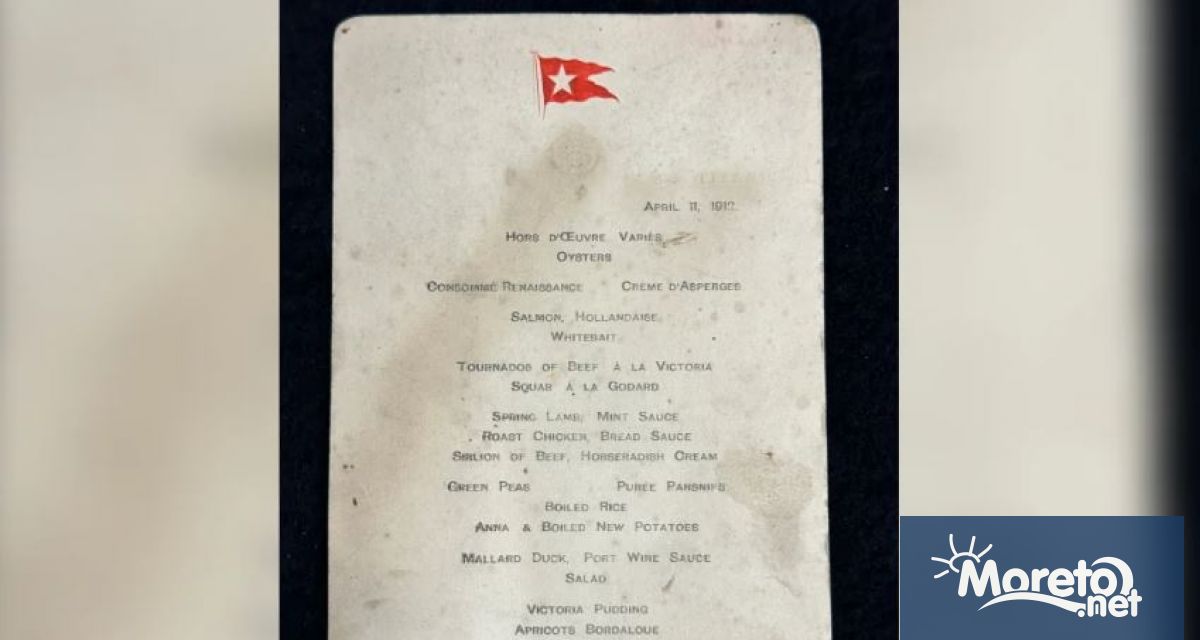 APRIL 11, 1912.
HORS D'ŒUVRE VARIÉS
OYSTERS
CONSOMMÉ RENAISSANCE CREME D'ASPERGES
SALMON, HOLLANDAISE
WHITEBAIT
TOURNADOS OF BEEF À LA VICTORIA
SQUAB À LA GODARD
SPRING LAMB, MINT SAUCE
ROAST CHICKEN, BREAD SAUCE
SIRLION OF BEEF, HORSERADISH CREAM
GREEN PEAS PURÉE PARSNIPS
BOILED RICE
ANNA & BOILED NEW POTATOES
MALLARD DUCK, PORT WINE SAUCE
SALAD
VICTORIA PUDDING
APRICOTS BORDALOUE
Moreto
.net